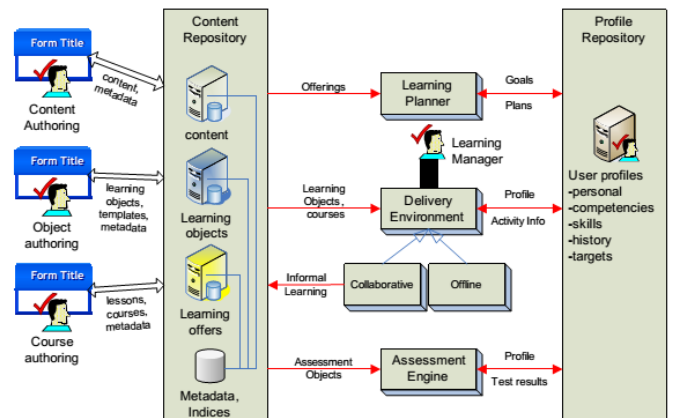 Form Title
content,
metadata
Content
Authoring
Form Title
learning
objects,
templates,
metadata
Object
authoring
Form Title
lessons,
courses,
metadata
Course
authoring
Content
Repository
content
Learning
objects
Learning
offers
Metadata,
Indices
Offerings
Learning
Planner
Goals
Plans
Learning
Manager
Learning
Objects,
courses
Delivery
Environment
Profile
Activity Info
Informal
Learning
Collaborative
Offline
Assessment
Objects
Assessment
Engine
Profile
Test results
Profile
Repository
User profiles
-personal
-competencies
-skills
-history
-targets